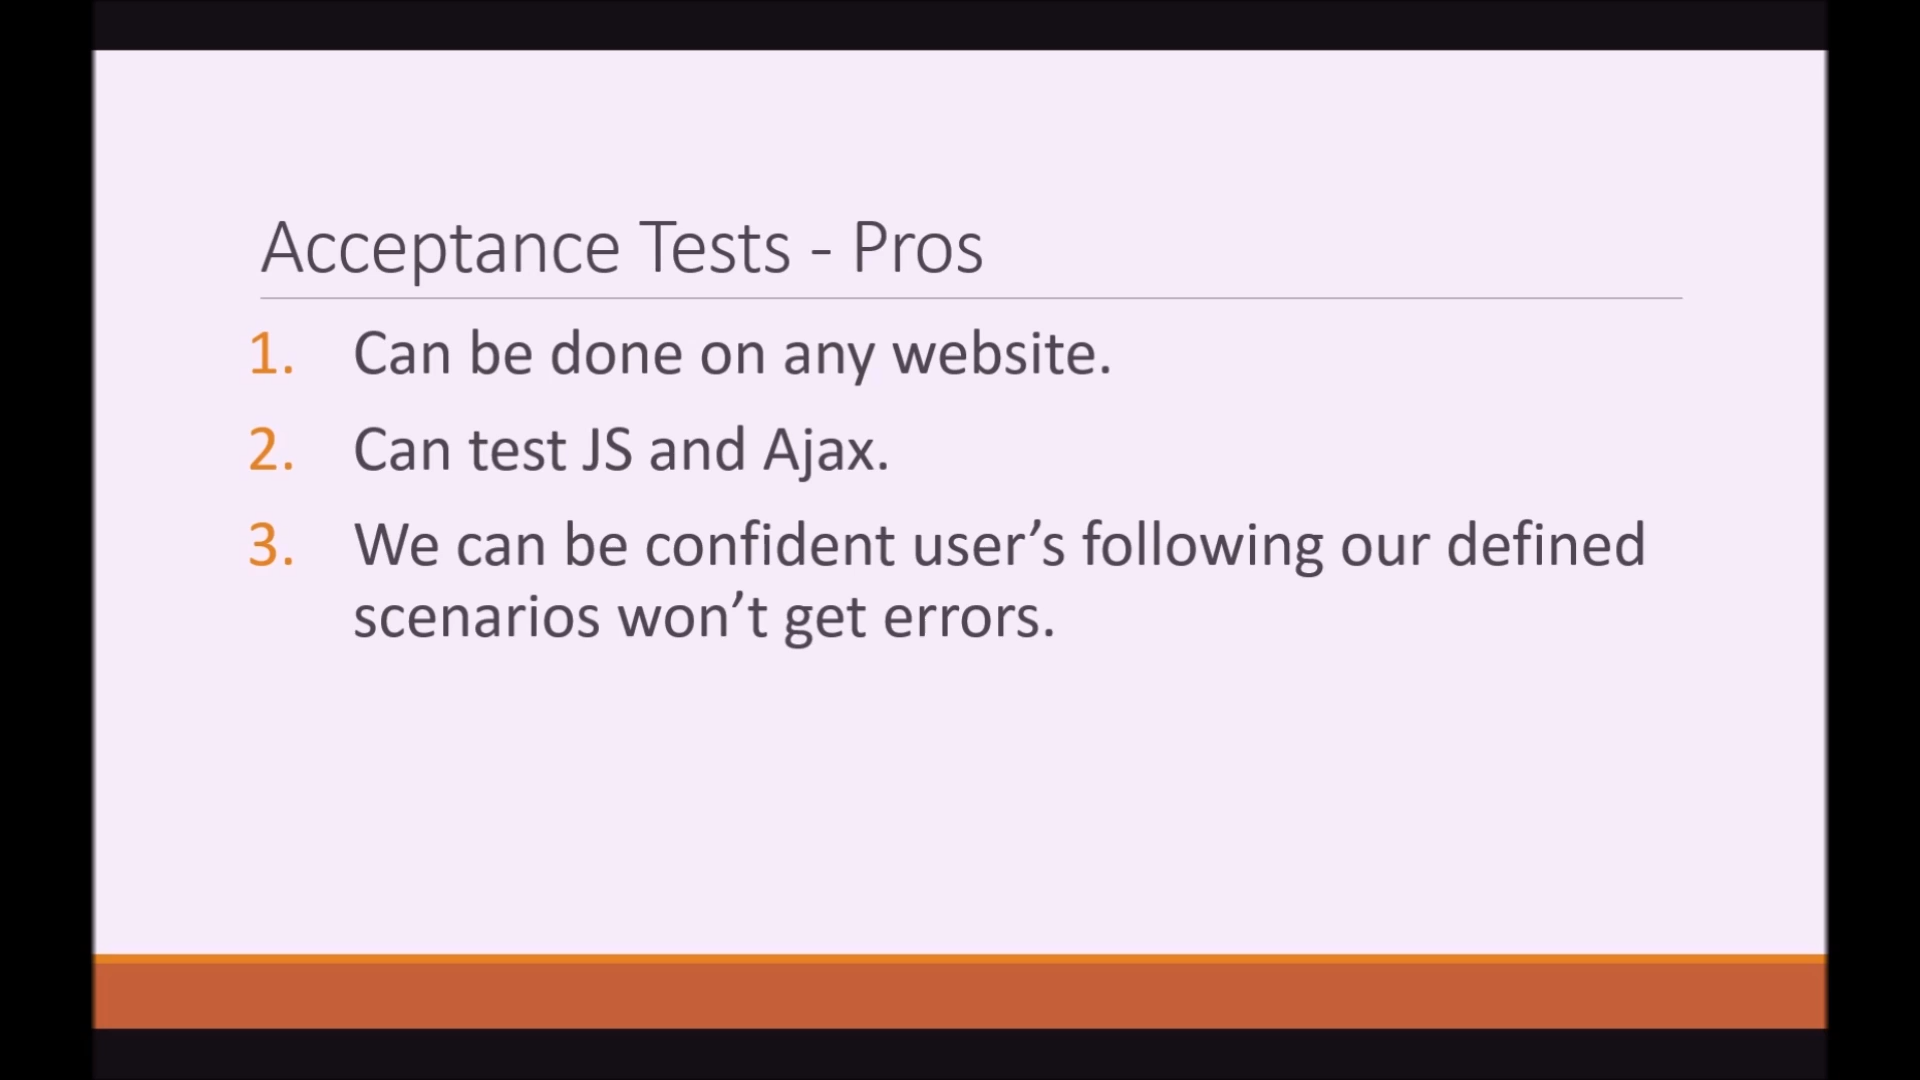 Acceptance Tests - Pros
1. Can be done on any website.
2. Can test JS and Ajax.
3. We can be confident user’s following our defined
scenarios won’t get errors.